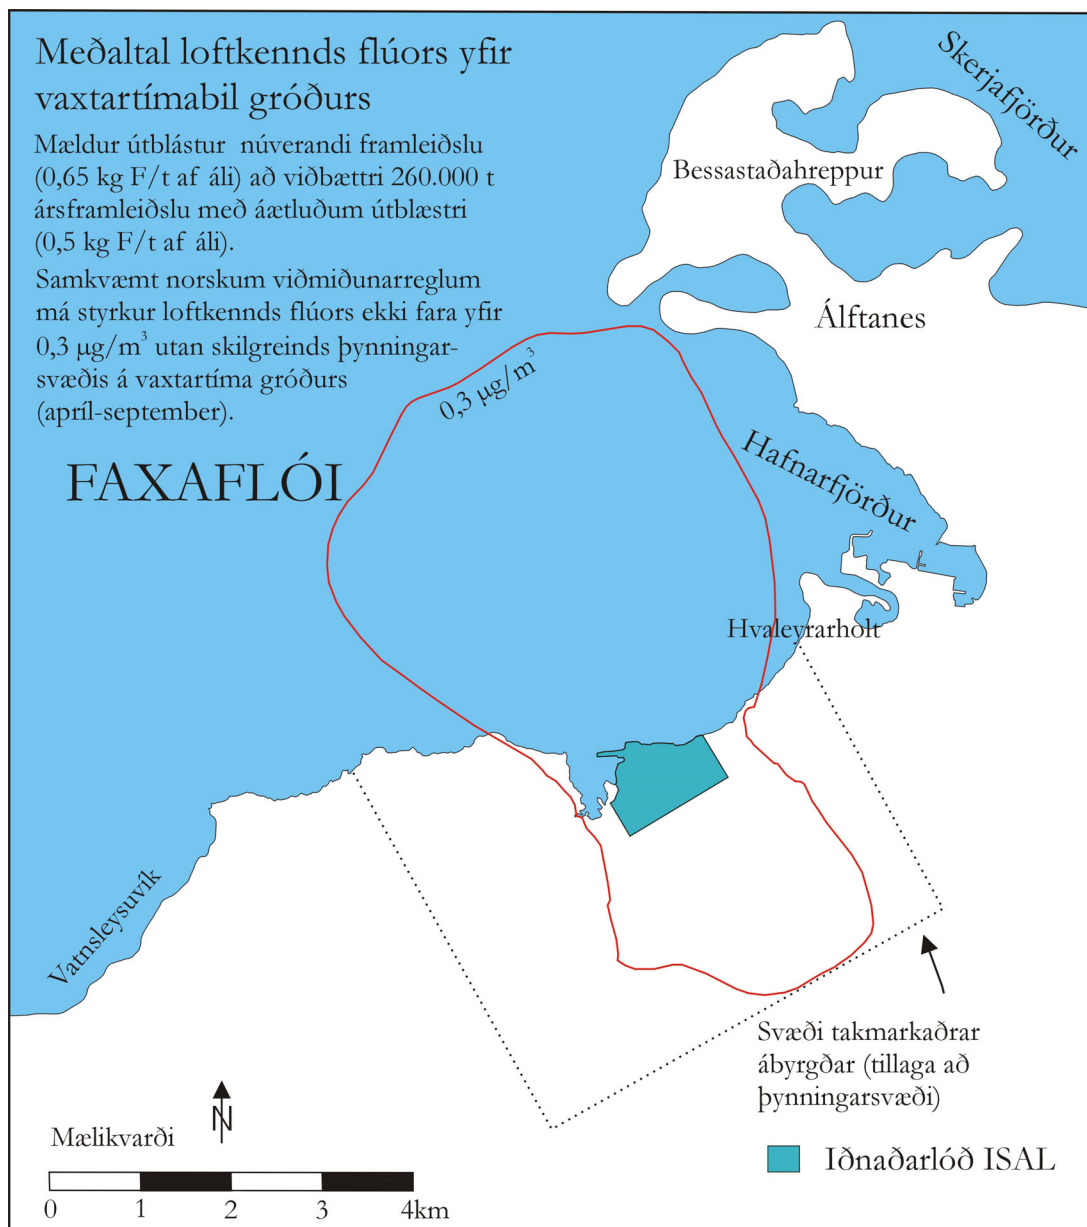 Meðaltal loftkennds flúors yfir
vaxtartímabil gróðurs
Mældur útblástur núverandi framleiðslu
(0,65 kg F/t af áli) að viðbættri 260.000 t
ársframleiðslu með áætluðum útblæstri
(0,5 kg F/t af áli).
Samkvæmt norskum viðmiðunarreglum
má styrkur loftkennds flúors ekki fara yfir
0,3 µg/m³ utan skilgreinds þynningar-
svæðis á vaxtartíma gróðurs
(apríl-september).
Skerjafjörður
Bessastaðahreppur
Álftanes
0,3 µg/m³
FAXAFLÓI
Hafnarfjörður
Hvaleyrarholt
Vatnsleysuvík
Svæði takmarkaðrar
ábyrgðar (tillaga að
þynningarsvæði)
N
Mælikvarði
0 1 2 3 4km
Iðnaðarlóð ISAL